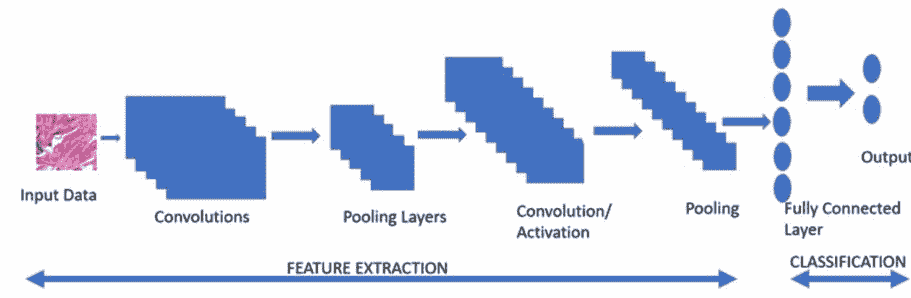 Input Data
Convolutions
Pooling Layers
Convolution/
Activation
Pooling
Fully Connected
Layer
Output
FEATURE EXTRACTION
CLASSIFICATION